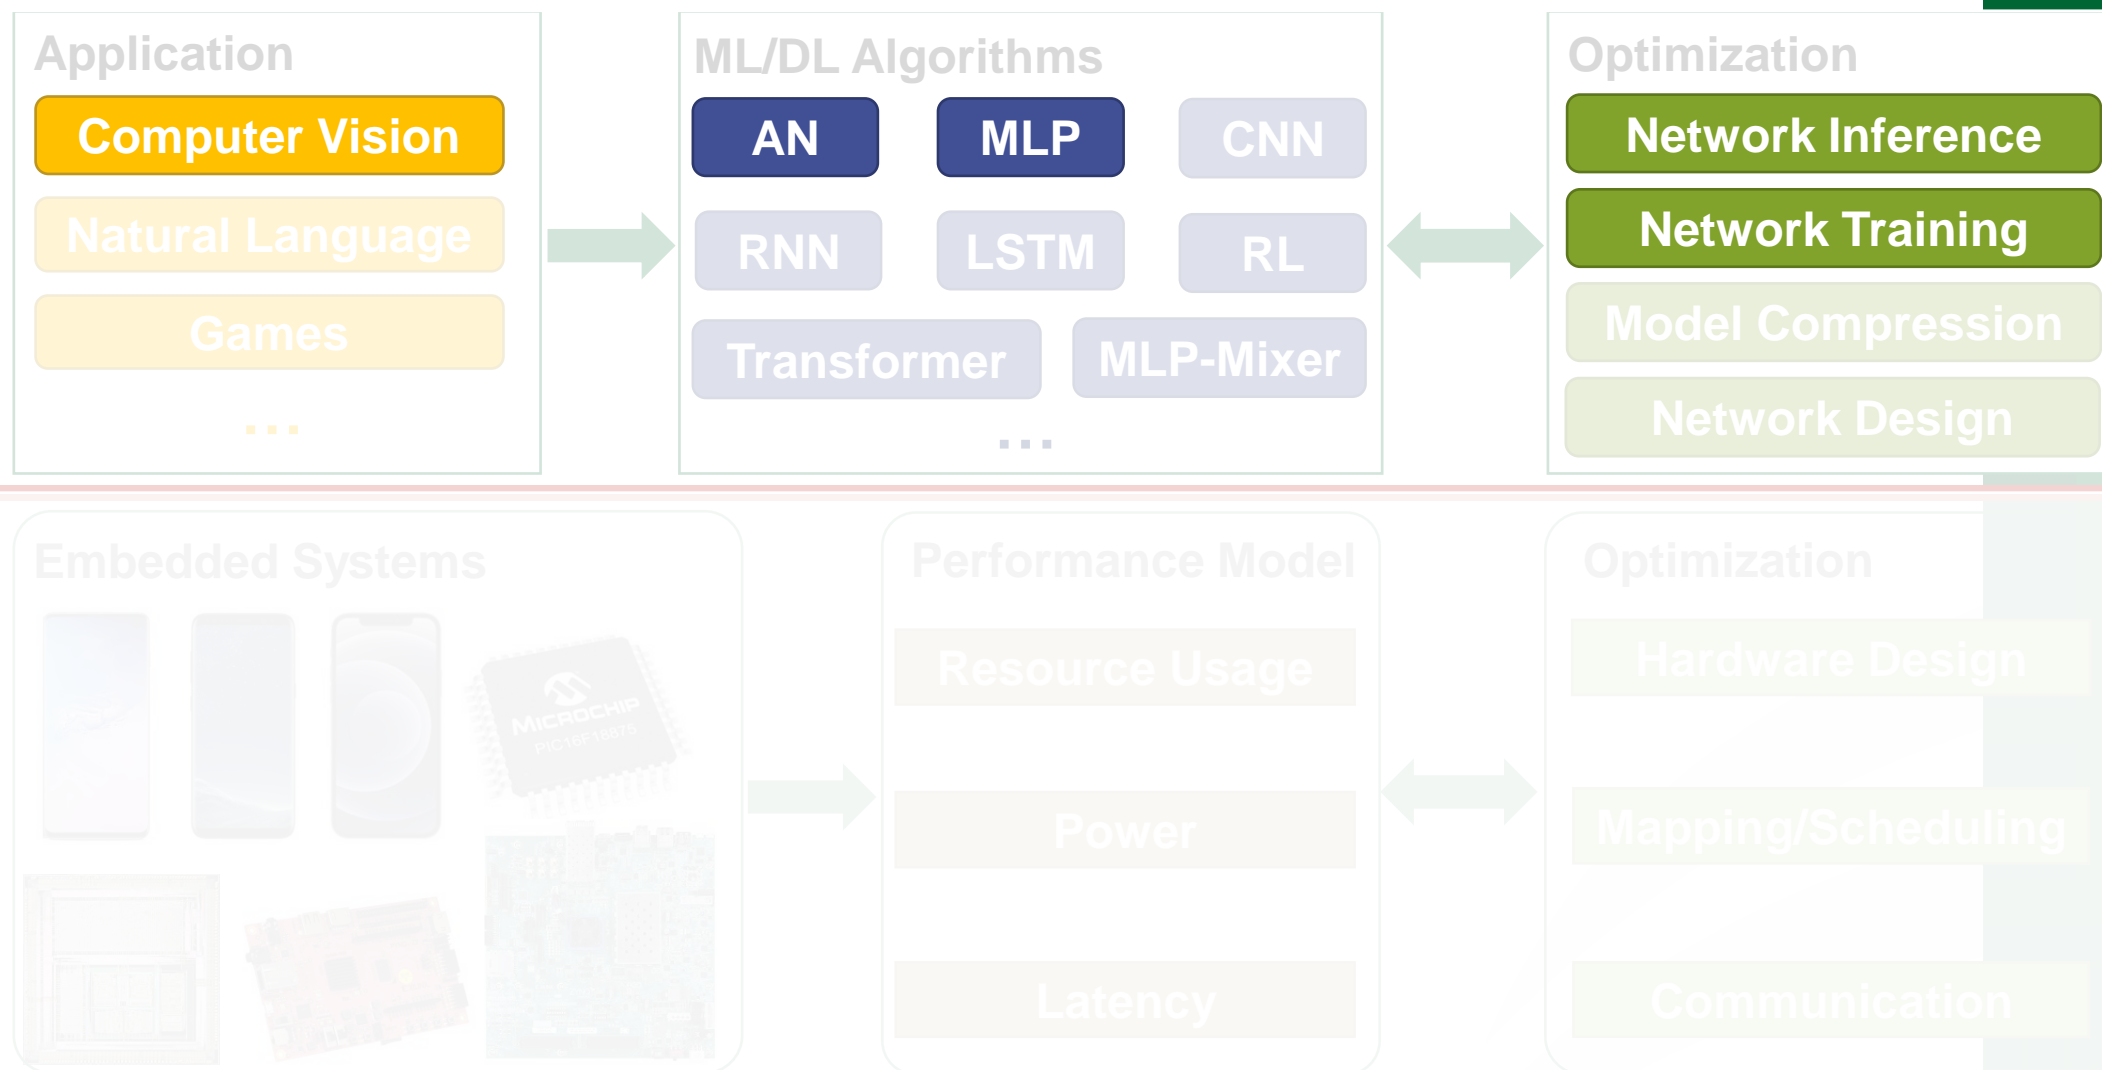 Application
Computer Vision
Natural Language
Games
...
ML/DL Algorithms
AN
MLP
CNN
RNN
LSTM
RL
Transformer
MLP-Mixer
...
Optimization
Network Inference
Network Training
Model Compression
Network Design
Embedded Systems
MICROCHIP
PIC16F18875
Performance Model
Resource Usage
Power
Latency
Optimization
Hardware Design
Mapping/Scheduling
Communication